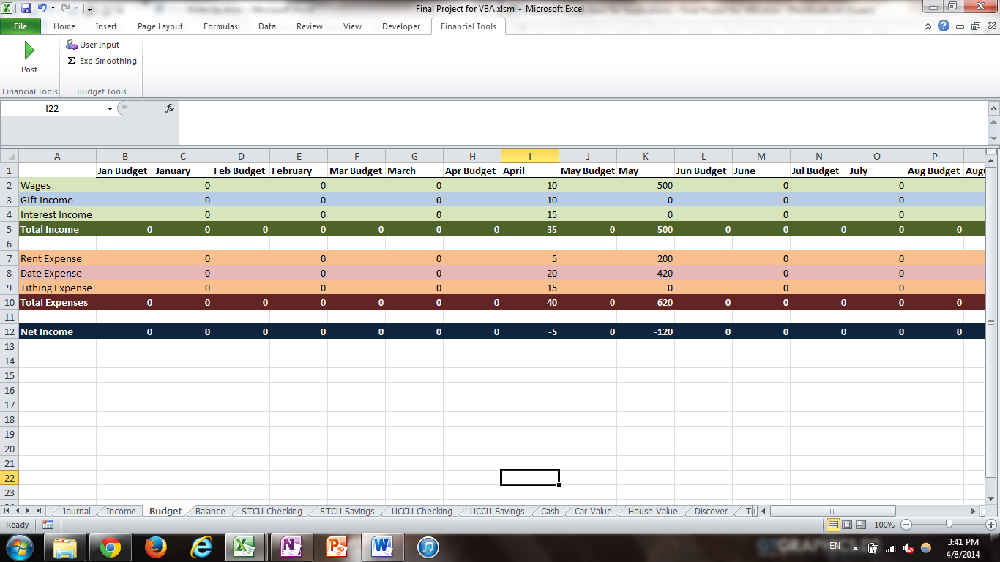 Final Project for VBA.xlsm - Microsoft Excel
File Home Insert Page Layout Formulas Data Review View Developer Financial Tools
User Input
Exp Smoothing
Post
Financial Tools Budget Tools
I22 fx
A B C D E F G H I J K L M N O P
1 Jan Budget January Feb Budget February Mar Budget March Apr Budget April May Budget May Jun Budget June Jul Budget July Aug Budget Augu
2 Wages 0 0 0 10 500 0 0
3 Gift Income 0 0 0 10 0 0 0
4 Interest Income 0 0 0 15 0 0 0
5 Total Income 0 0 0 0 0 0 0 35 0 500 0 0 0 0 0
6
7 Rent Expense 0 0 0 5 200 0 0
8 Date Expense 0 0 0 20 420 0 0
9 Tithing Expense 0 0 0 15 0 0 0
10 Total Expenses 0 0 0 0 0 0 0 40 0 620 0 0 0 0 0
11
12 Net Income 0 0 0 0 0 0 0 -5 0 -120 0 0 0 0 0
13
14
15
16
17
18
19
20
21
22
23
Journal Income Budget Balance STCU Checking STCU Savings UCCU Checking UCCU Savings Cash Car Value House Value Discover T
Ready 100%
EN 3:41 PM
4/8/2014